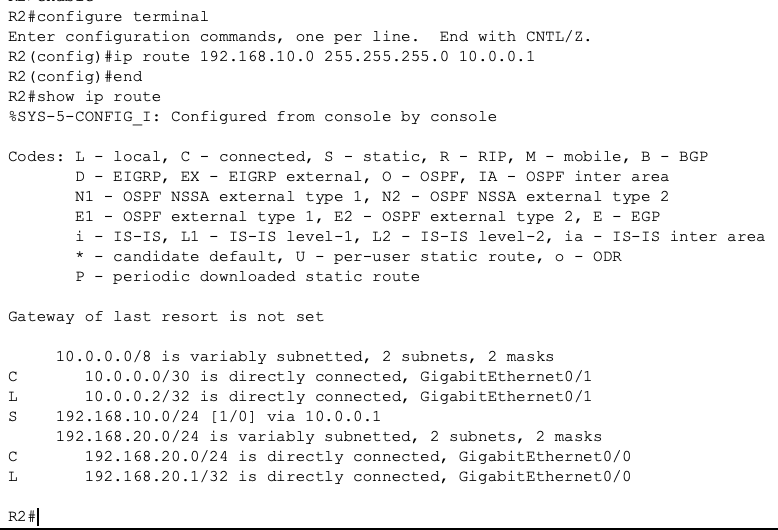 R2#configure terminal
Enter configuration commands, one per line.  End with CNTL/Z.
R2(config)#ip route 192.168.10.0 255.255.255.0 10.0.0.1
R2(config)#end
R2#show ip route
%SYS-5-CONFIG_I: Configured from console by console

Codes: L - local, C - connected, S - static, R - RIP, M - mobile, B - BGP
       D - EIGRP, EX - EIGRP external, O - OSPF, IA - OSPF inter area
       N1 - OSPF NSSA external type 1, N2 - OSPF NSSA external type 2
       E1 - OSPF external type 1, E2 - OSPF external type 2, E - EGP
       i - IS-IS, L1 - IS-IS level-1, L2 - IS-IS level-2, ia - IS-IS inter area
       * - candidate default, U - per-user static route, o - ODR
       P - periodic downloaded static route

Gateway of last resort is not set

     10.0.0.0/8 is variably subnetted, 2 subnets, 2 masks
C       10.0.0.0/30 is directly connected, GigabitEthernet0/1
L       10.0.0.2/32 is directly connected, GigabitEthernet0/1
S    192.168.10.0/24 [1/0] via 10.0.0.1
     192.168.20.0/24 is variably subnetted, 2 subnets, 2 masks
C       192.168.20.0/24 is directly connected, GigabitEthernet0/0
L       192.168.20.1/32 is directly connected, GigabitEthernet0/0

R2#